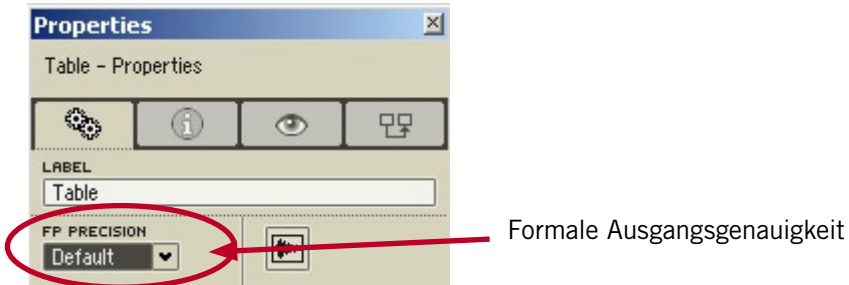 Properties
Table – Properties
LABEL
Table
FP PRECISION
Default
Formale Ausgangsgenauigkeit